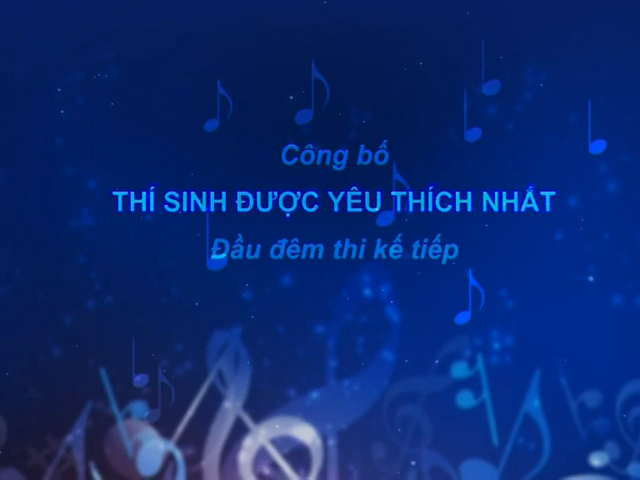 Công bố
THÍ SINH ĐƯỢC YÊU THÍCH NHẤT
Đầu đêm thi kế tiếp